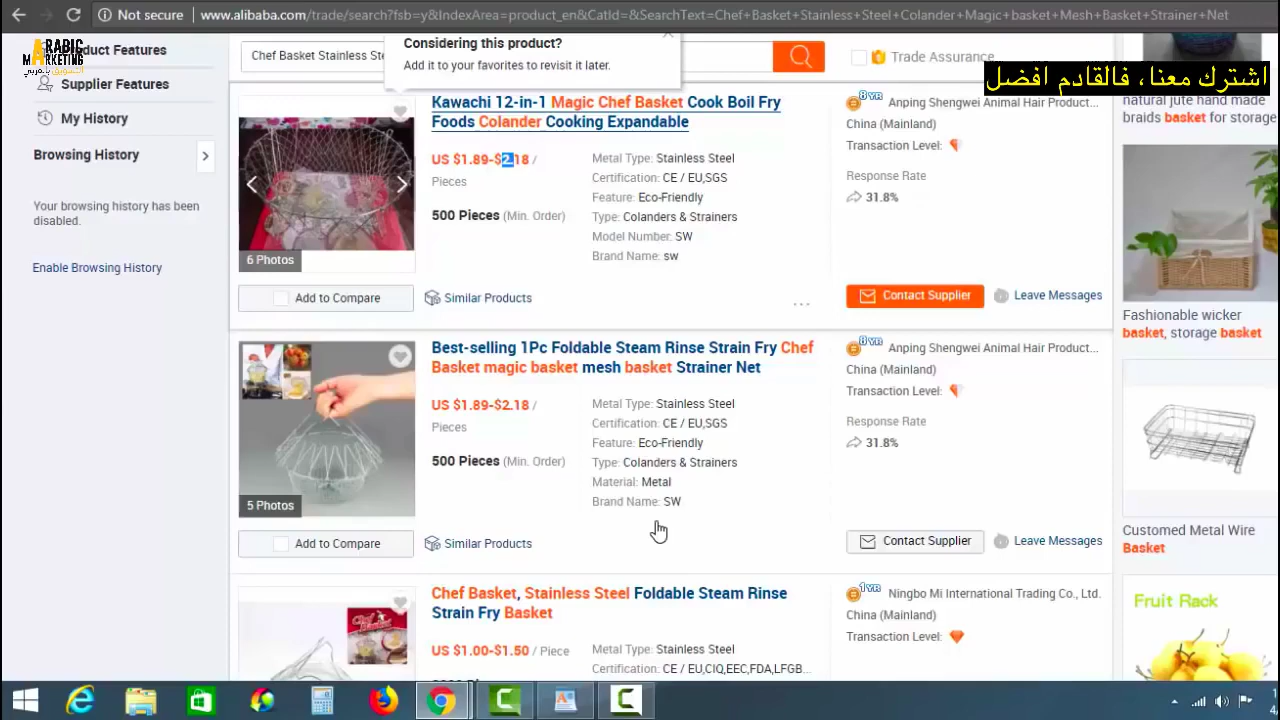 Not secure
www.alibaba.com/trade/search?fsb=y&IndexArea=product_en&CatId=&SearchText=Chef+Basket+Stainless+Steel+Colander+Magic+basket+Mesh+Basket+Strainer+Net
ARABIC
MARKETING
التسويق بالعربي
Product Features
Supplier Features
My History
Browsing History
Your browsing history has been
disabled.
Enable Browsing History
Chef Basket Stainless Ste
Considering this product?
Add it to your favorites to revisit it later.
Trade Assurance
اشترك معنا، فالقادم افضل
Kawachi 12-in-1 Magic Chef Basket Cook Boil Fry
Foods Colander Cooking Expandable
US $1.89-$2.18 /
Pieces
500 Pieces (Min. Order)
Metal Type: Stainless Steel
Certification: CE / EU,SGS
Feature: Eco-Friendly
Type: Colanders & Strainers
Model Number: SW
Brand Name: sw
8 YR
Anping Shengwei Animal Hair Product...
China (Mainland)
Transaction Level:
Response Rate
31.8%
6 Photos
Add to Compare
Similar Products
...
Contact Supplier
Leave Messages
Best-selling 1Pc Foldable Steam Rinse Strain Fry Chef
Basket magic basket mesh basket Strainer Net
US $1.89-$2.18 /
Pieces
500 Pieces (Min. Order)
Metal Type: Stainless Steel
Certification: CE / EU,SGS
Feature: Eco-Friendly
Type: Colanders & Strainers
Material: Metal
Brand Name: SW
8 YR
Anping Shengwei Animal Hair Product...
China (Mainland)
Transaction Level:
Response Rate
31.8%
5 Photos
Add to Compare
Similar Products
Contact Supplier
Leave Messages
Chef Basket, Stainless Steel Foldable Steam Rinse
Strain Fry Basket
US $1.00-$1.50 / Piece
Metal Type: Stainless Steel
Certification: CE / EU,CIQ,EEC,FDA,LFGB...
1 YR
Ningbo Mi International Trading Co., Ltd.
China (Mainland)
Transaction Level:
natural jute hand made
braids basket for storage
Fashionable wicker
basket, storage basket
Customed Metal Wire
Basket
Fruit Rack